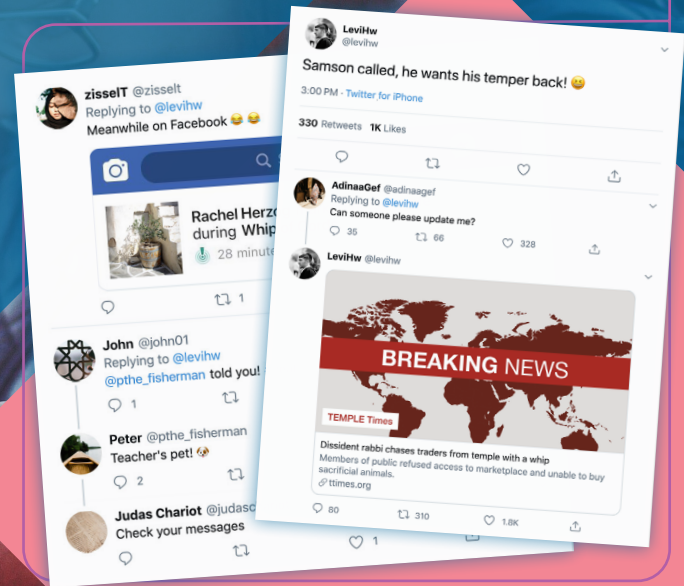 zisselT @zisselt
Replying to @levihw
Meanwhile on Facebook 😂 😂
Rachel
during Whip
28
1
John @john01
Replying to @levihw
@pthe_fisherman told you!
1
Peter @pthe_fisherman
Teacher's pet! 🐶
2
Judas Chariot
Check your messages
1
LeviHw
@levihw
Samson called, he wants his temper back! 😄
3:00 PM · Twitter for iPhone
330 Retweets 1K Likes
AdinaaGef @adinaagef
Replying to @levihw
Can someone please update me?
35 66 328
LeviHw @levihw
BREAKING NEWS
TEMPLE Times
Dissident rabbi chases traders from temple with a whip
Members of public refused access to marketplace and unable to buy
sacrificial animals.
ttimes.org
80 310 1.8K